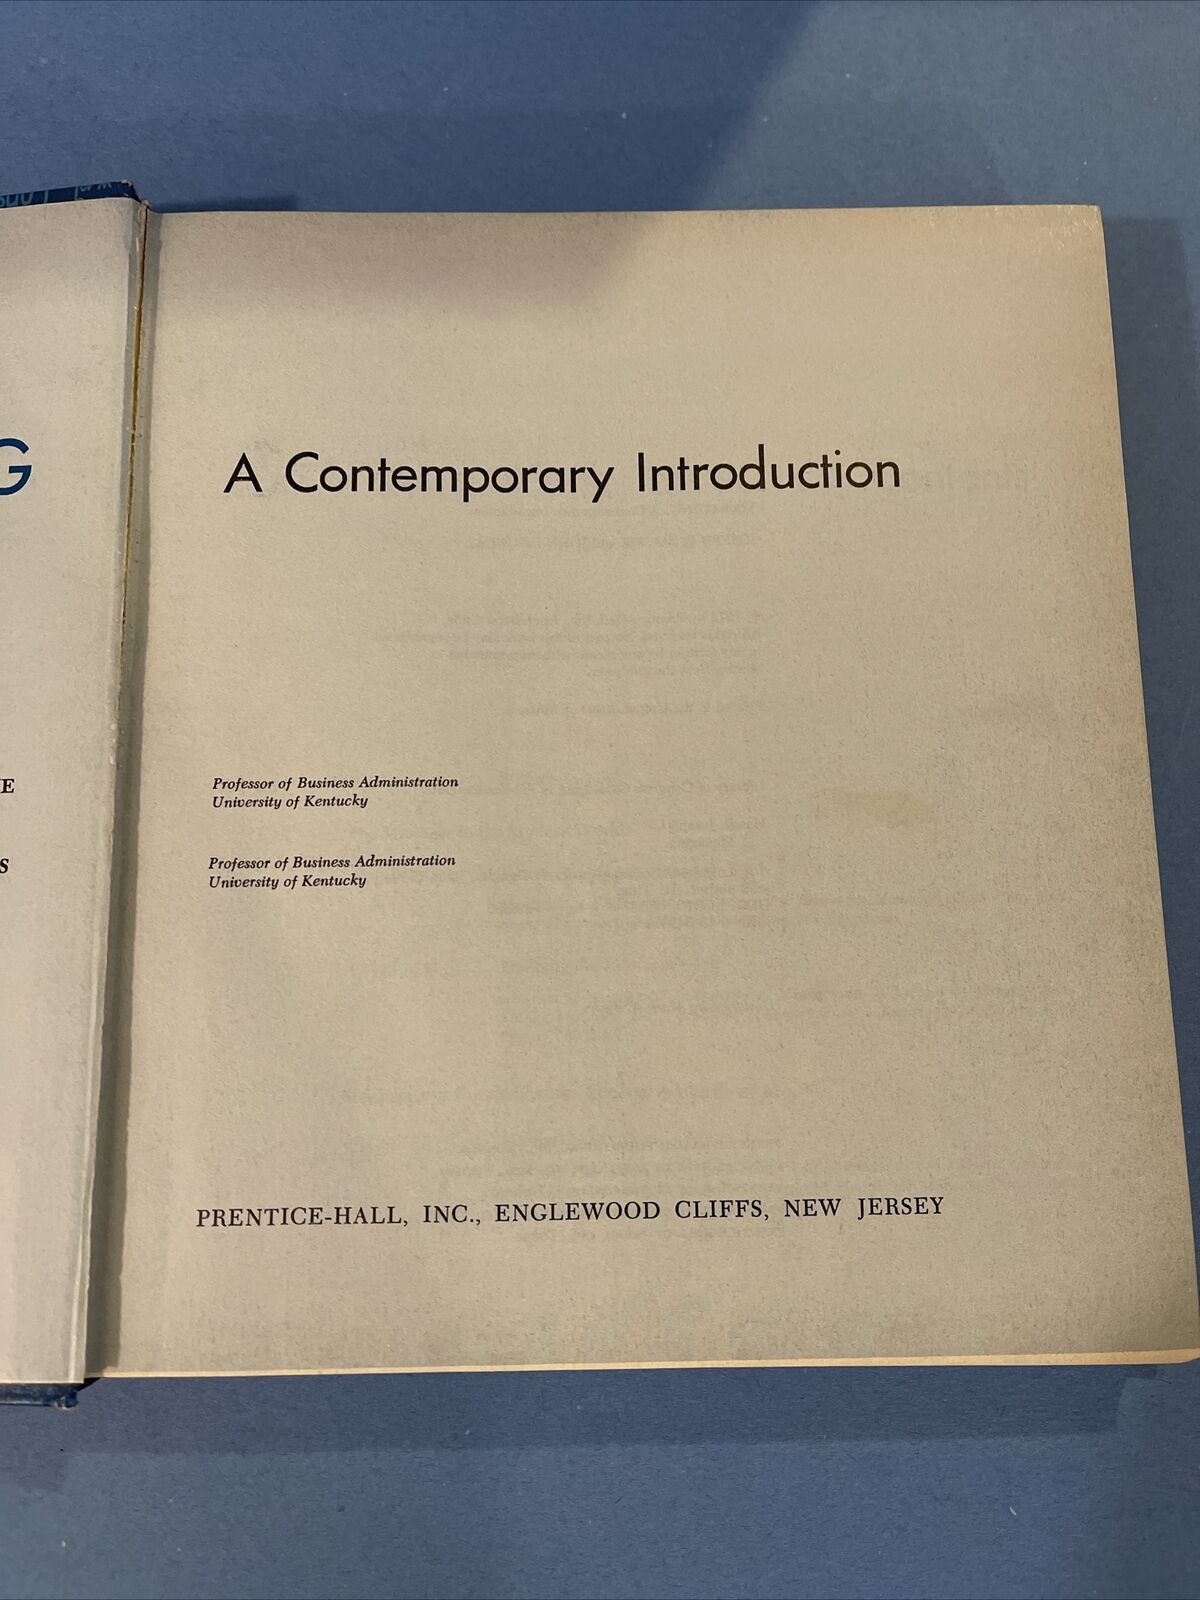 G
A Contemporary Introduction
E
Professor of Business Administration
University of Kentucky
S
Professor of Business Administration
University of Kentucky
PRENTICE-HALL, INC., ENGLEWOOD CLIFFS, NEW JERSEY